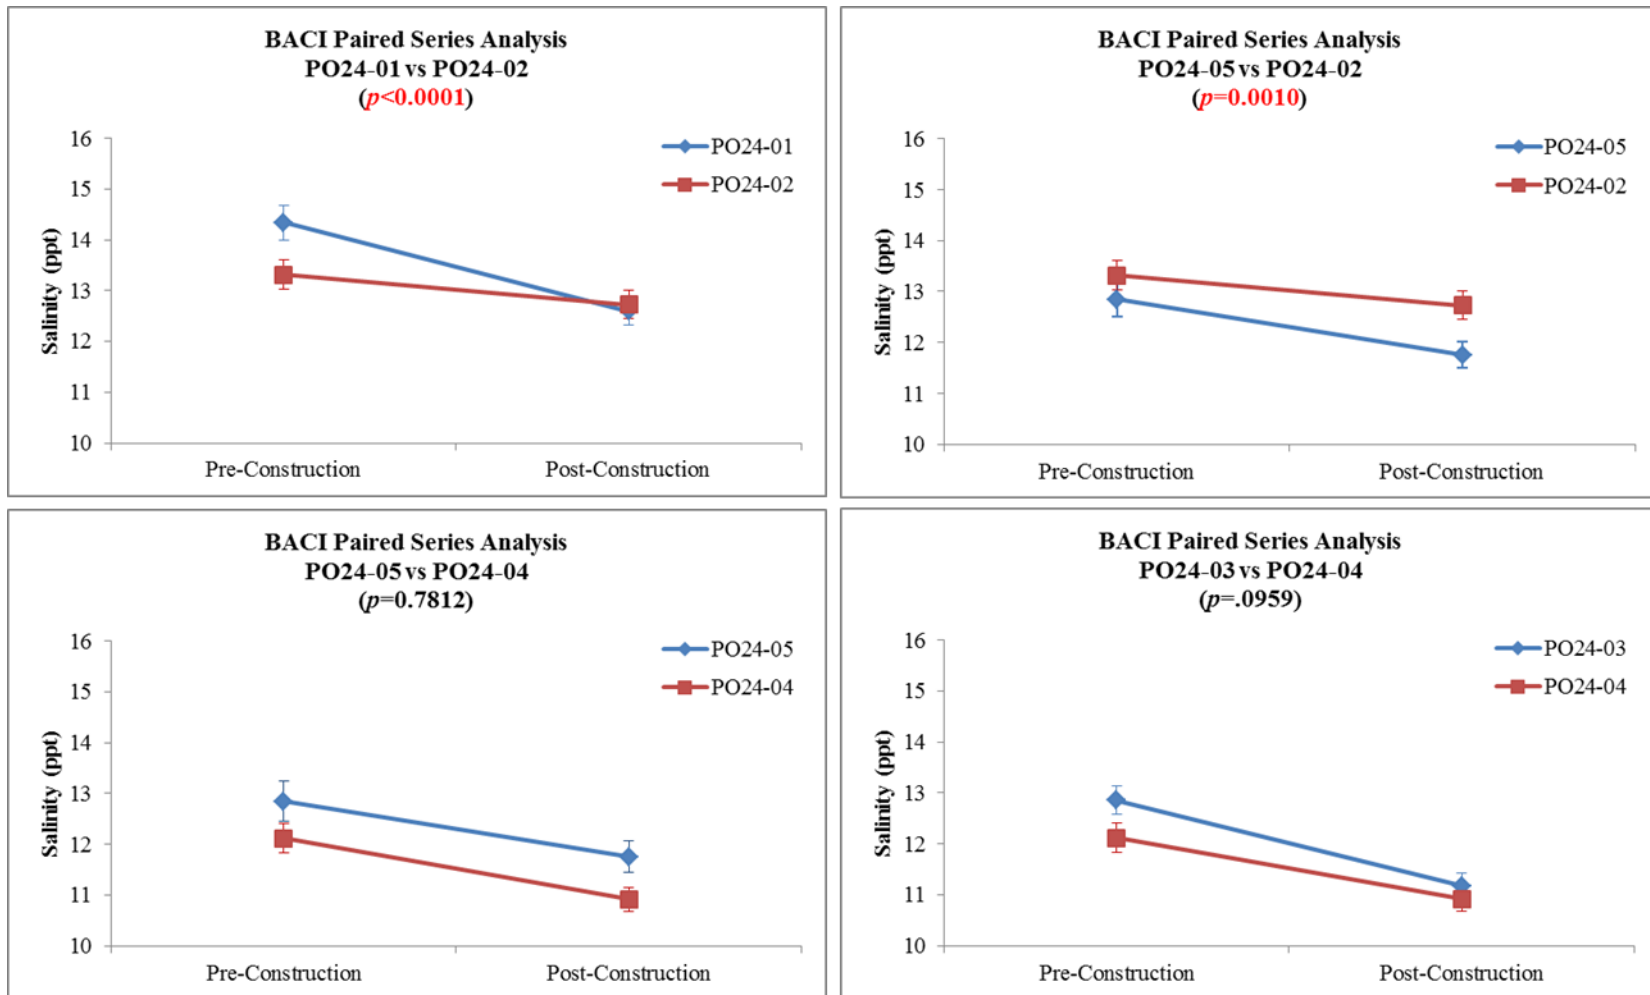 BACI Paired Series Analysis
PO24-01 vs PO24-02
(p<0.0001)
16
15
14
13
12
11
10
Salinity (ppt)
PO24-01
PO24-02
Pre-Construction
Post-Construction
BACI Paired Series Analysis
PO24-05 vs PO24-02
(p=0.0010)
16
15
14
13
12
11
10
Salinity (ppt)
PO24-05
PO24-02
Pre-Construction
Post-Construction
BACI Paired Series Analysis
PO24-05 vs PO24-04
(p=0.7812)
16
15
14
13
12
11
10
Salinity (ppt)
PO24-05
PO24-04
Pre-Construction
Post-Construction
BACI Paired Series Analysis
PO24-03 vs PO24-04
(p=.0959)
16
15
14
13
12
11
10
Salinity (ppt)
PO24-03
PO24-04
Pre-Construction
Post-Construction